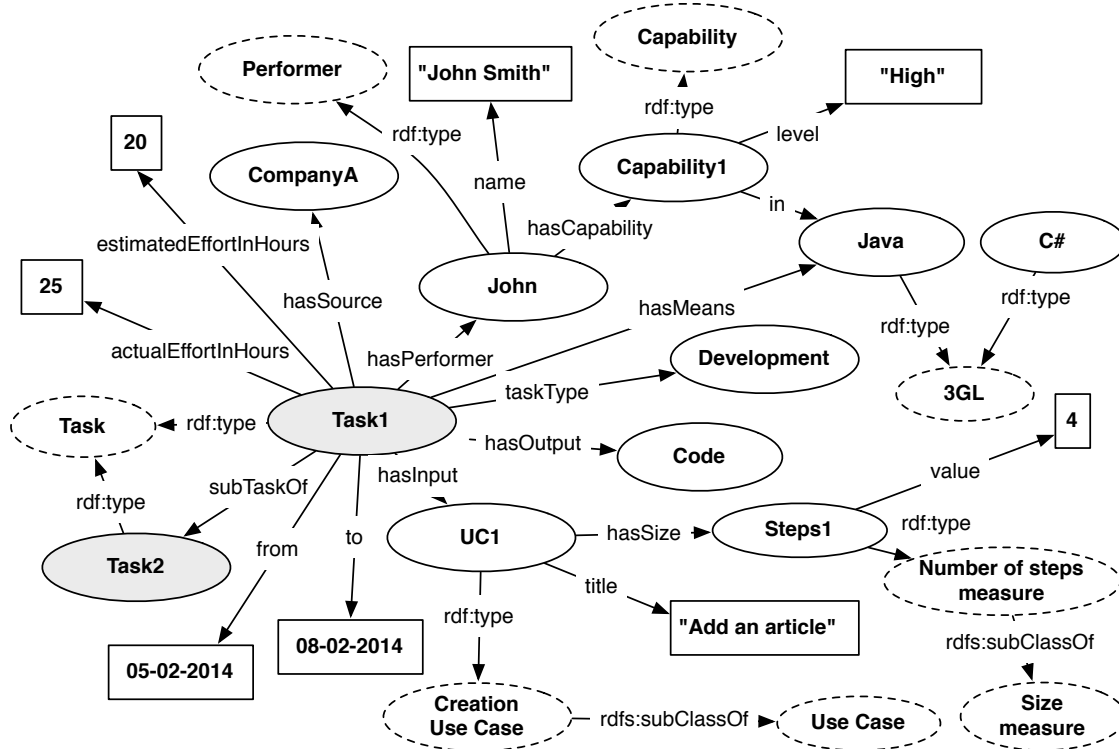 Capability
Performer
"John Smith"
"High"
rdf:type
rdf:type
level
20
CompanyA
Capability1
name
in
hasCapability
estimatedEffortInHours
Java
C#
25
hasSource
John
hasMeans
rdf:type
rdf:type
actualEffortInHours
hasPerformer
Development
taskType
3GL
Task
rdf:type
Task1
4
hasOutput
Code
value
hasInput
subTaskOf
rdf:type
from
to
UC1
hasSize
Steps1
rdf:type
Task2
title
Number of steps
measure
rdf:type
"Add an article"
08-02-2014
05-02-2014
rdfs:subClassOf
Creation
Use Case
rdfs:subClassOf
Use Case
Size
measure